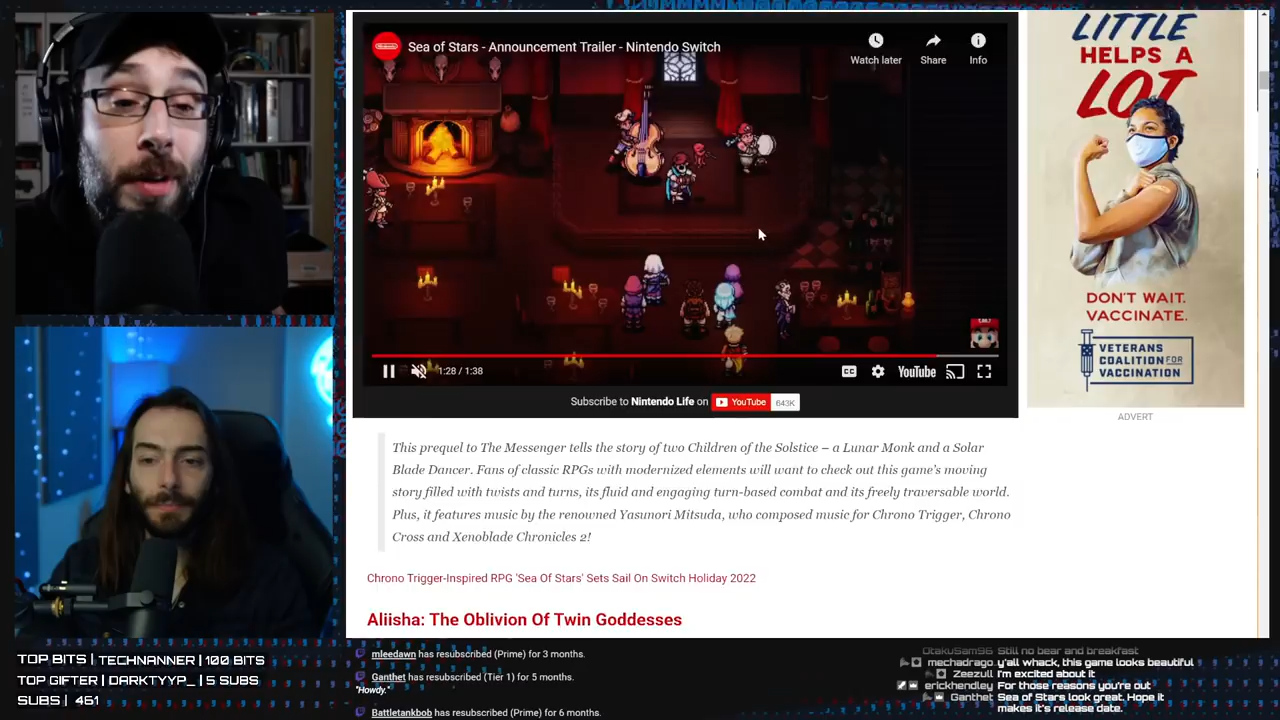 Sea of Stars - Announcement Trailer - Nintendo Switch
Watch later
Share
Info
1:28 / 1:38
CC
YouTube
Subscribe to Nintendo Life on YouTube 643K
This prequel to The Messenger tells the story of two Children of the Solstice – a Lunar Monk and a Solar
Blade Dancer. Fans of classic RPGs with modernized elements will want to check out this game's moving
story filled with twists and turns, its fluid and engaging turn-based combat and its freely traversable world.
Plus, it features music by the renowned Yasunori Mitsuda, who composed music for Chrono Trigger, Chrono
Cross and Xenoblade Chronicles 2!
Chrono Trigger-Inspired RPG 'Sea Of Stars' Sets Sail On Switch Holiday 2022
Aliisha: The Oblivion Of Twin Goddesses
LITTLE
HELPS A
LOT
DON'T WAIT.
VACCINATE.
VETERANS
COALITION FOR
VACCINATION
ADVERT
TOP BITS | TECHNANNER | 100 BITS
TOP GIFTER | DARKTYYP_ | 5 SUBS
SUBS | 461
mleedawn has resubscribed (Prime) for 3 months.
Ganthet has resubscribed (Tier 1) for 5 months.
"Howdy."
Battletankbob has resubscribed (Prime) for 6 months.
OtakuSam96 Still no bear and breakfast
mechadrago y'all whack, this game looks beautiful
Zeezull I'm excited about it
erickhendley For those reasons you're out
Ganthet Sea of Stars look great. Hope it
makes it's release date.